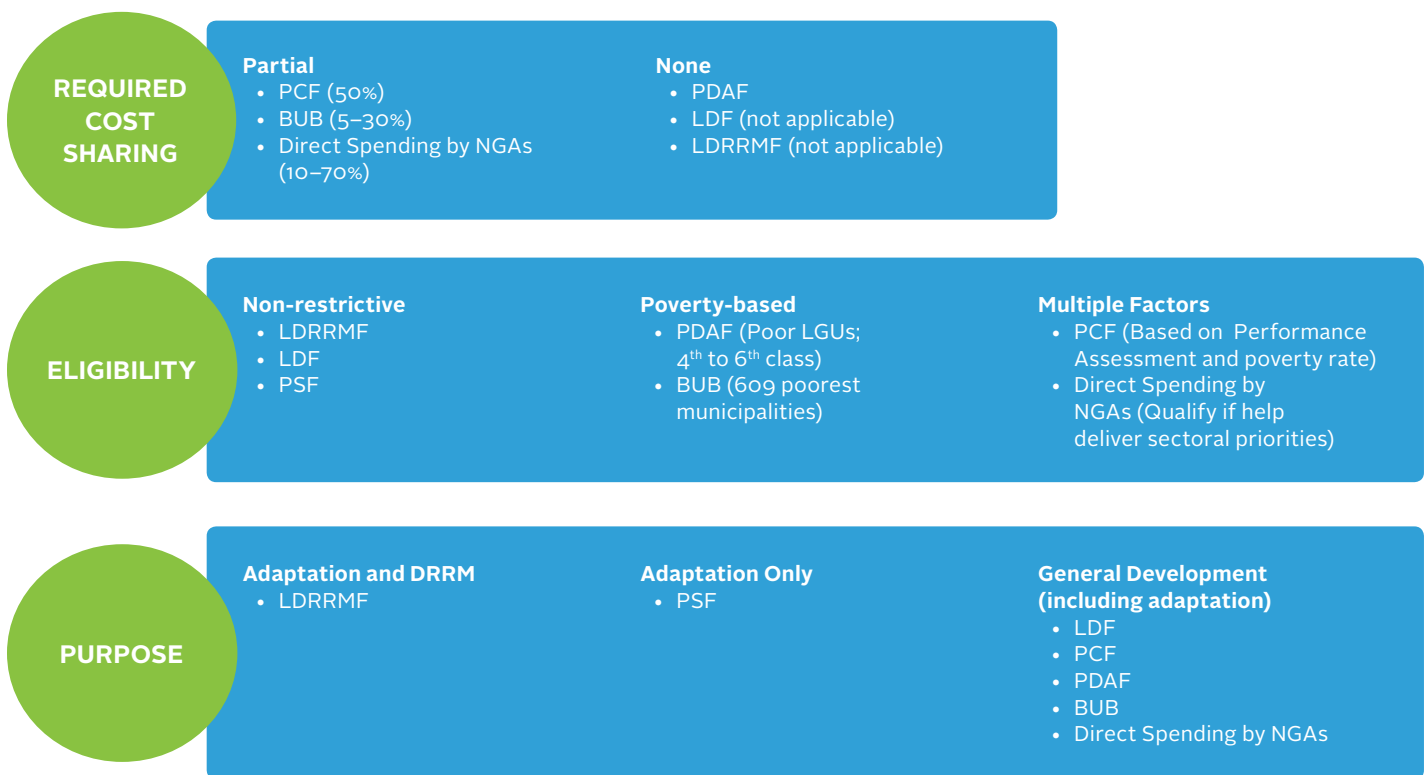 REQUIRED
COST
SHARING
Partial
• PCF (50%)
• BUB (5–30%)
• Direct Spending by NGAs
(10–70%)
None
• PDAF
• LDF (not applicable)
• LDRRMF (not applicable)
ELIGIBILITY
Non-restrictive
• LDRRMF
• LDF
• PSF
Poverty-based
• PDAF (Poor LGUs;
4th to 6th class)
• BUB (609 poorest
municipalities)
Multiple Factors
• PCF (Based on Performance
Assessment and poverty rate)
• Direct Spending by
NGAs (Qualify if help
deliver sectoral priorities)
PURPOSE
Adaptation and DRRM
• LDRRMF
Adaptation Only
• PSF
General Development
(including adaptation)
• LDF
• PCF
• PDAF
• BUB
• Direct Spending by NGAs